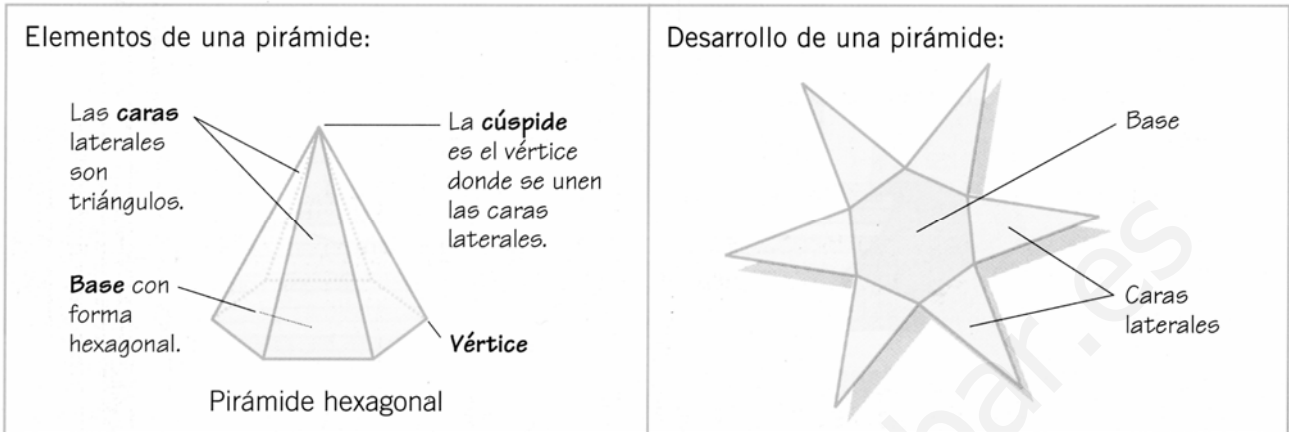 Elementos de una pirámide:
Las caras
laterales
son
triángulos.
La cúspide
es el vértice
donde se unen
las caras
laterales.
Base con
forma
hexagonal.
Vértice
Pirámide hexagonal
Desarrollo de una pirámide:
Base
Caras
laterales